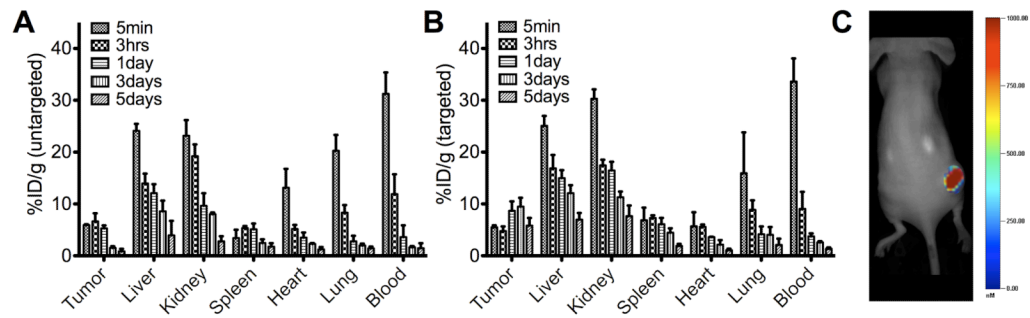 A
%ID/g (untargeted)
40
30
20
10
0
5min
3hrs
1day
3days
5days
Tumor
Liver
Kidney
Spleen
Heart
Lung
Blood
B
%ID/g (targeted)
40
30
20
10
0
5min
3hrs
1day
3days
5days
Tumor
Liver
Kidney
Spleen
Heart
Lung
Blood
C
1000.00
750.00
500.00
250.00
0.00
nM